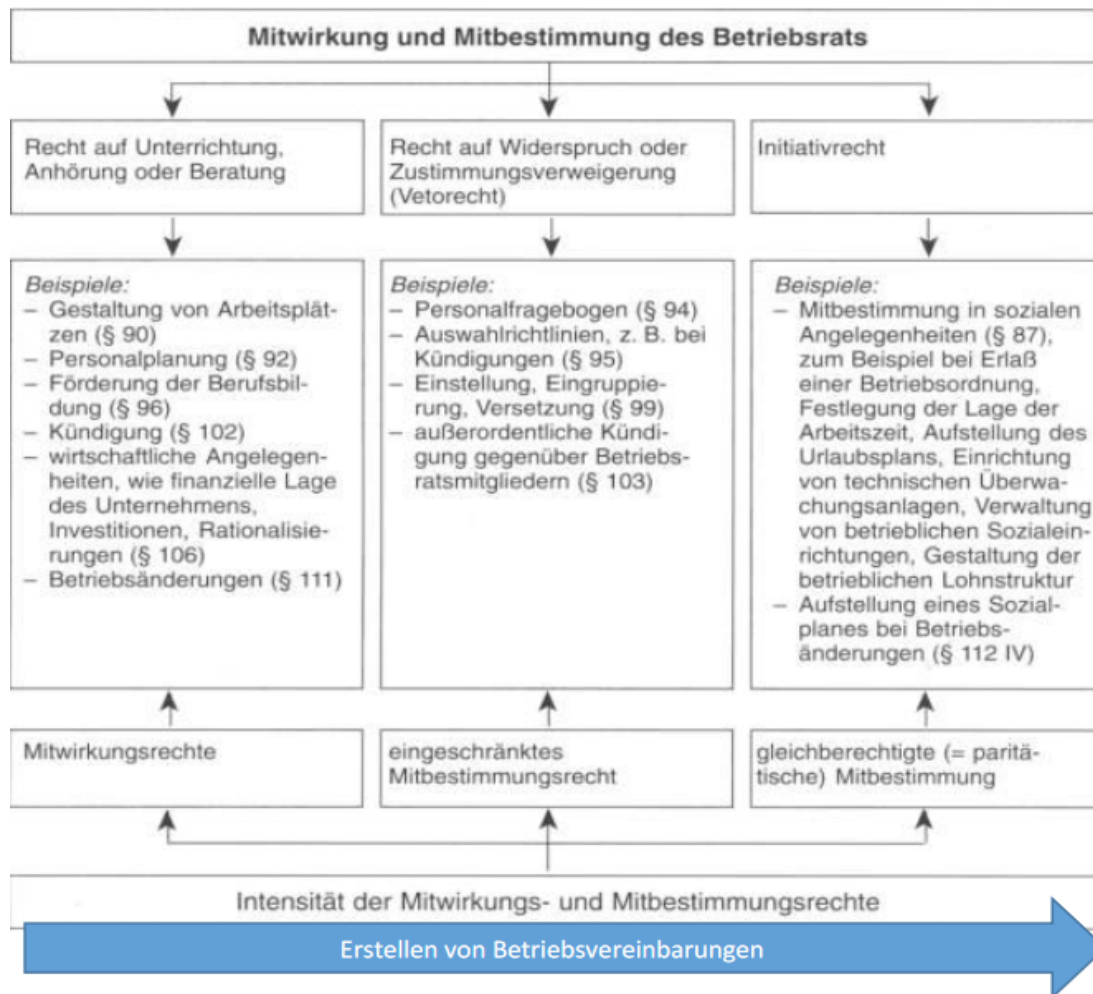 Mitwirkung und Mitbestimmung des Betriebsrats
Recht auf Unterrichtung,
Anhörung oder Beratung
Recht auf Widerspruch oder
Zustimmungsverweigerung
(Vetorecht)
Initiativrecht
Beispiele:
– Gestaltung von Arbeitsplät-
zen (§ 90)
– Personalplanung (§ 92)
– Förderung der Berufsbil-
dung (§ 96)
– Kündigung (§ 102)
– wirtschaftliche Angelegen-
heiten, wie finanzielle Lage
des Unternehmens,
Investitionen, Rationalisie-
rungen (§ 106)
– Betriebsänderungen (§ 111)
Beispiele:
– Personalfragebogen (§ 94)
– Auswahlrichtlinien, z. B. bei
Kündigungen (§ 95)
– Einstellung, Eingruppie-
rung, Versetzung (§ 99)
– außerordentliche Kündi-
gung gegenüber Betriebs-
ratsmitgliedern (§ 103)
Beispiele:
– Mitbestimmung in sozialen
Angelegenheiten (§ 87),
zum Beispiel bei Erlaß
einer Betriebsordnung,
Festlegung der Lage der
Arbeitszeit, Aufstellung des
Urlaubsplans, Einrichtung
von technischen Überwa-
chungsanlagen, Verwaltung
von betrieblichen Sozialein-
richtungen, Gestaltung der
betrieblichen Lohnstruktur
– Aufstellung eines Sozial-
planes bei Betriebs-
änderungen (§ 112 IV)
Mitwirkungsrechte
eingeschränktes
Mitbestimmungsrecht
gleichberechtigte (= paritä-
tische) Mitbestimmung
Intensität der Mitwirkungs- und Mitbestimmungsrechte
Erstellen von Betriebsvereinbarungen